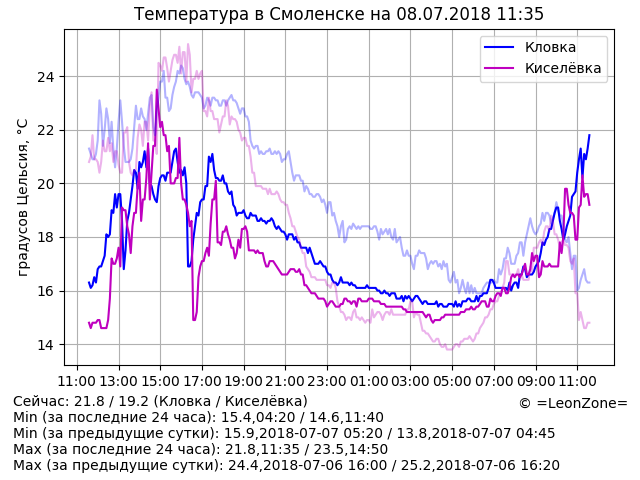 Температура в Смоленске на 08.07.2018 11:35
Кловка
Киселёвка
градусов Цельсия, °C
24
22
20
18
16
14
11:00 13:00 15:00 17:00 19:00 21:00 23:00 01:00 03:00 05:00 07:00 09:00 11:00
Сейчас: 21.8 / 19.2 (Кловка / Киселёвка)
© =LeonZone=
Min (за последние 24 часа): 15.4,04:20 / 14.6,11:40
Min (за предыдущие сутки): 15.9,2018-07-07 05:20 / 13.8,2018-07-07 04:45
Max (за последние 24 часа): 21.8,11:35 / 23.5,14:50
Max (за предыдущие сутки): 24.4,2018-07-06 16:00 / 25.2,2018-07-06 16:20